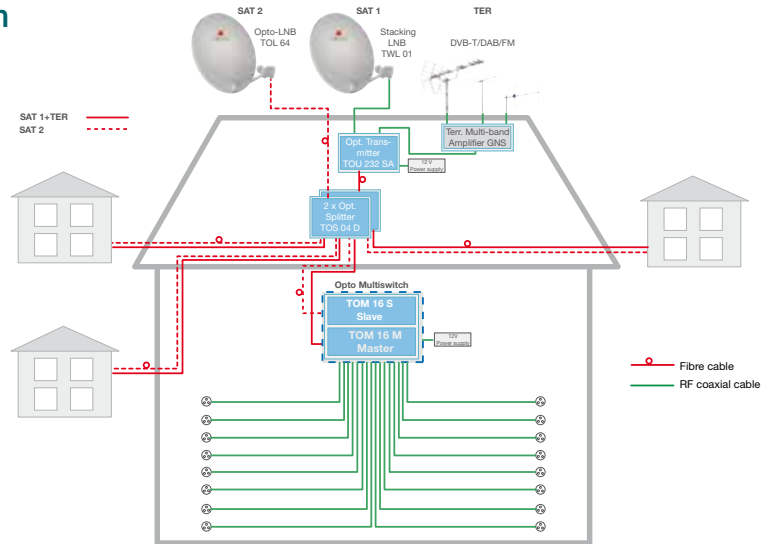 n
SAT 2
SAT 1
TER
Opto-LNB
TOL 64
Stacking
LNB
TWL 01
DVB-T/DAB/FM
SAT 1+TER
SAT 2
Opt. Trans-
mitter
TOU 232 SA
Terr. Multi-band
Amplifier GNS
12 V
Power supply
2 x Opt.
Splitter
TOS 04 D
Opto Multiswitch
TOM 16 S
Slave
TOM 16 M
Master
12V
Power supply
Fibre cable
RF coaxial cable